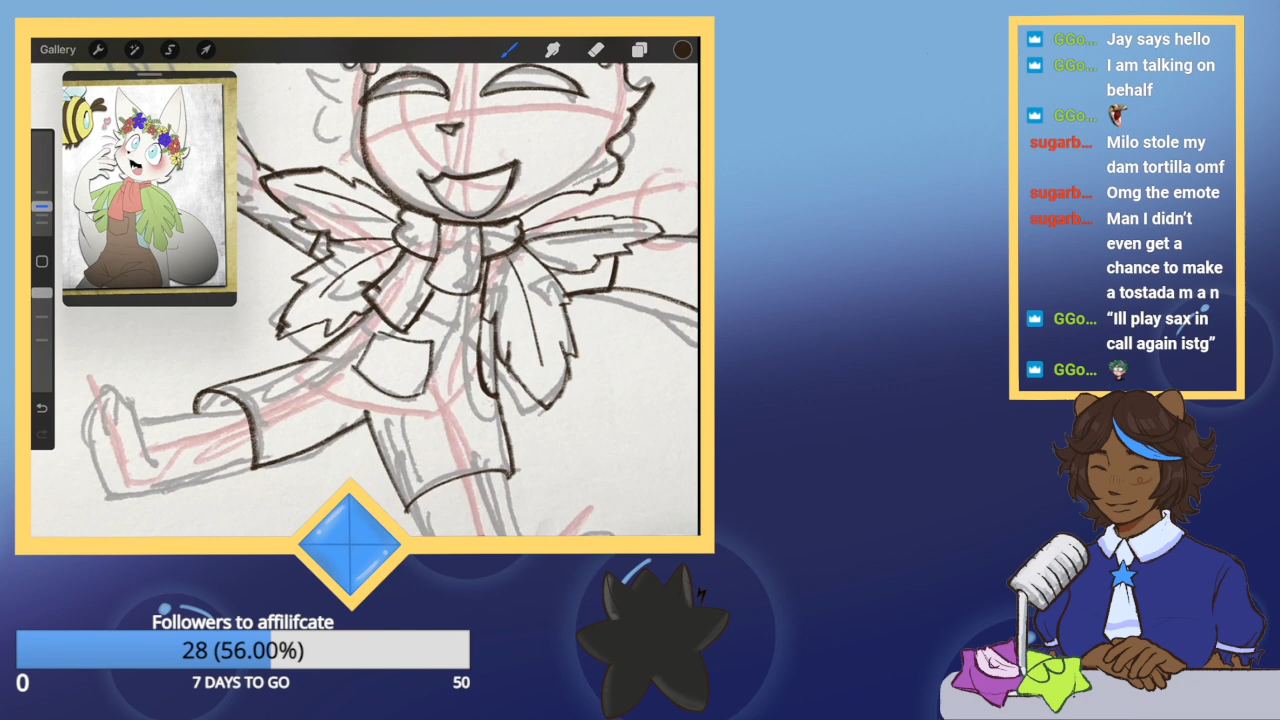 Gallery
GGo... Jay says hello
GGo... I am talking on
behalf
GGo...
sugarb... Milo stole my
dam tortilla omf
sugarb... Omg the emote
sugarb... Man I didn't
even get a
chance to make
a tostada m a n
GGo... “Ill play sax in
call again istg”
GGo...
Followers to affilifcate
28 (56.00%)
0 7 DAYS TO GO 50